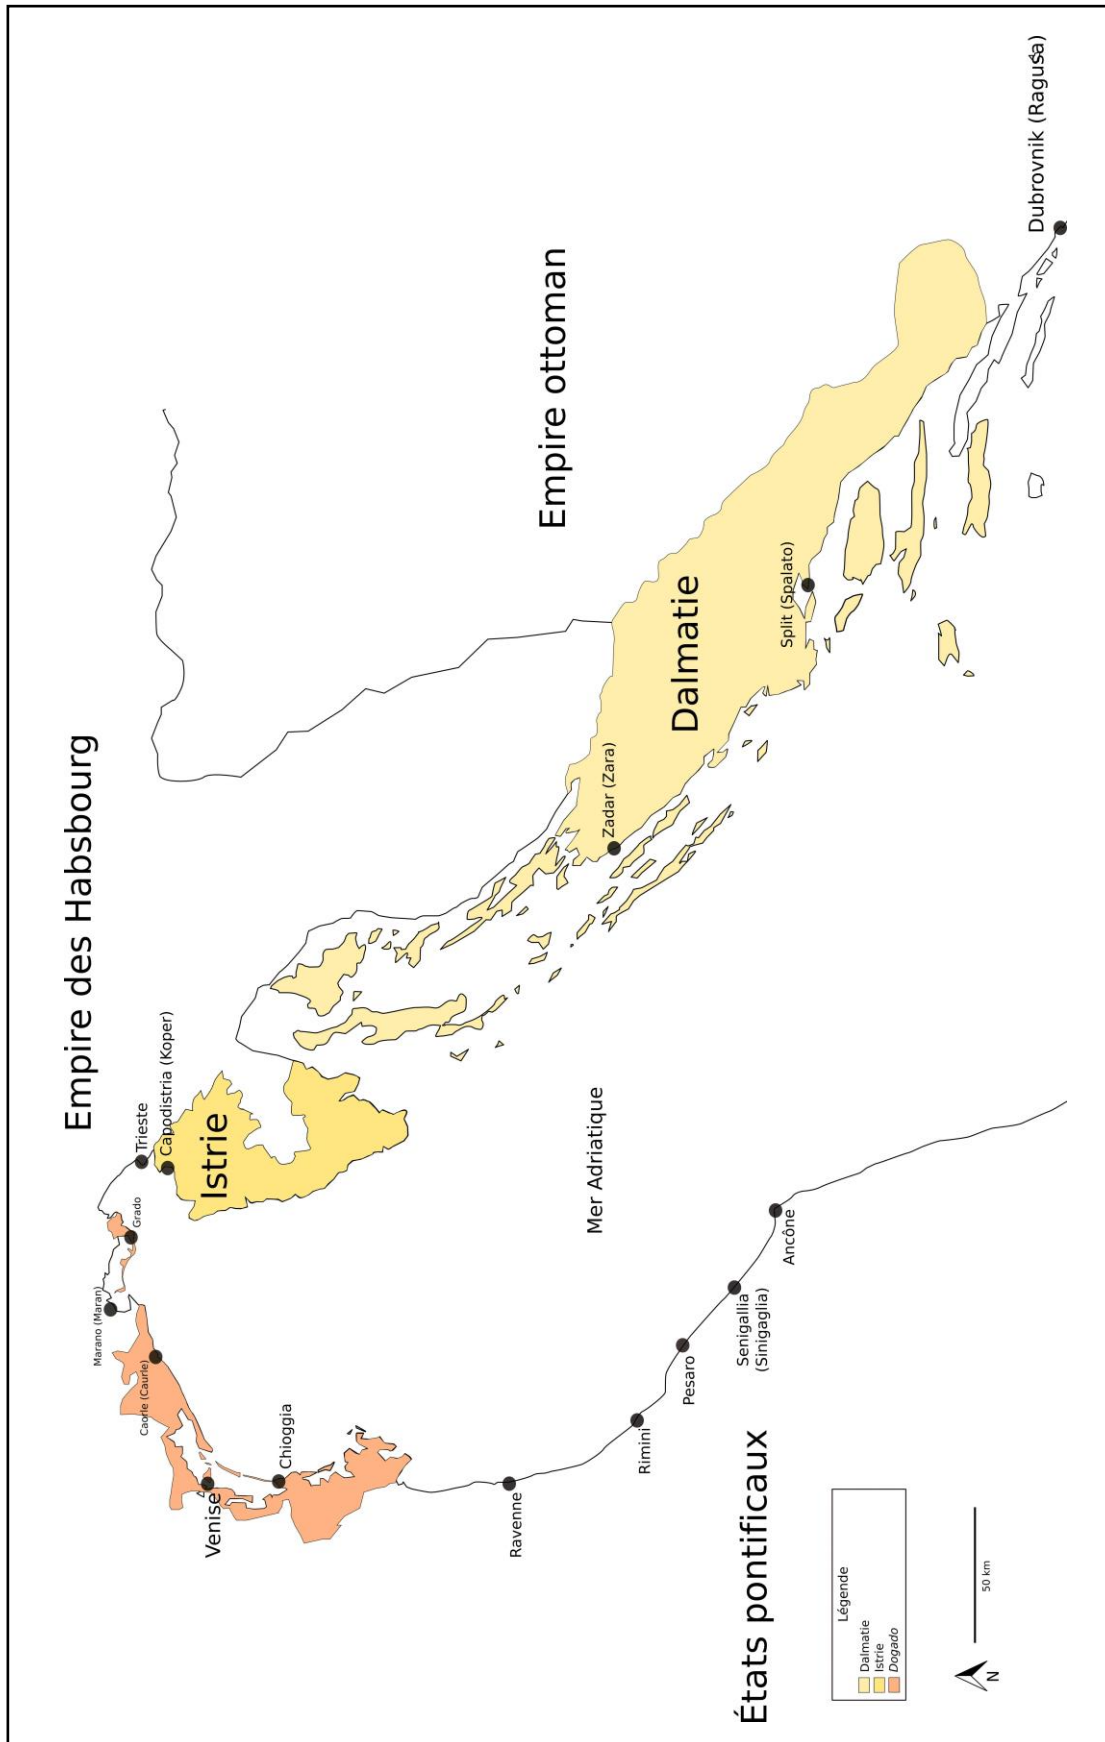 Empire des Habsbourg
Empire ottoman
Trieste
Capodistria (Koper)
Istrie
Grado
Marano (Maran)
Caorle (Caurle)
Venise
Chioggia
Ravenne
Rimini
Pesaro
Senigallia
(Sinigaglia)
Ancône
Mer Adriatique
Zadar (Zara)
Dalmatie
Split (Spalato)
Dubrovnik (Ragusa)
États pontificaux
Légende
Dalmatie
Istrie
Dogado
50 km
N